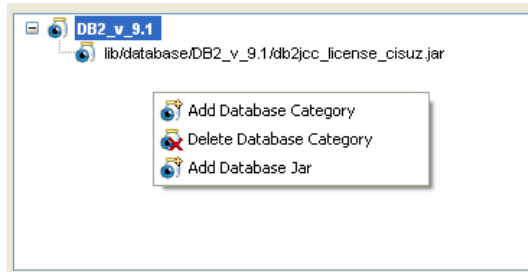 DB2_v_9.1
lib/database/DB2_v_9.1/db2jcc_license_cisuz.jar
Add Database Category
Delete Database Category
Add Database Jar